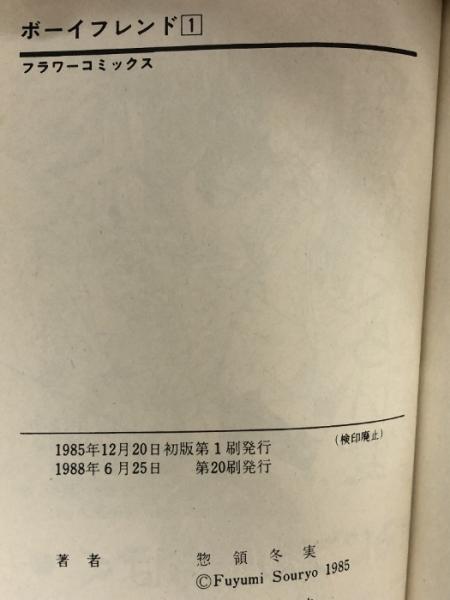 ボーイフレンド 1
フラワーコミックス
(検印廃止)
1985年12月20日初版第1刷発行
1988年6月25日 第20刷発行
著者 惣領冬実
©Fuyumi Souryo 1985